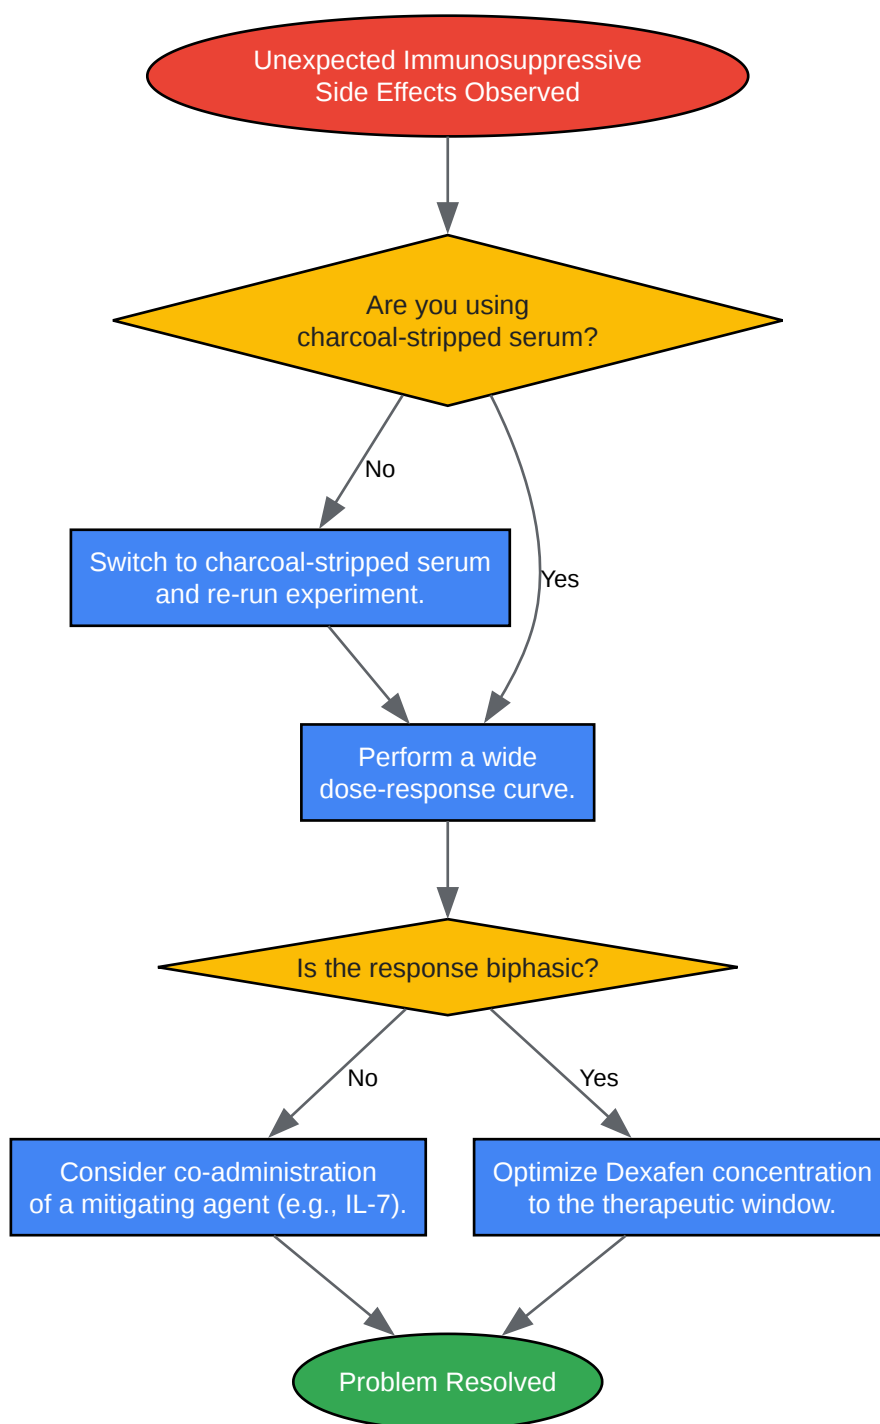 Unexpected Immunosuppressive
Side Effects Observed
Are you using
charcoal-stripped serum?
No
Switch to charcoal-stripped serum
and re-run experiment.
Yes
Perform a wide
dose-response curve.
Is the response biphasic?
No
Yes
Consider co-administration
of a mitigating agent (e.g., IL-7).
Optimize Dexafen concentration
to the therapeutic window.
Problem Resolved